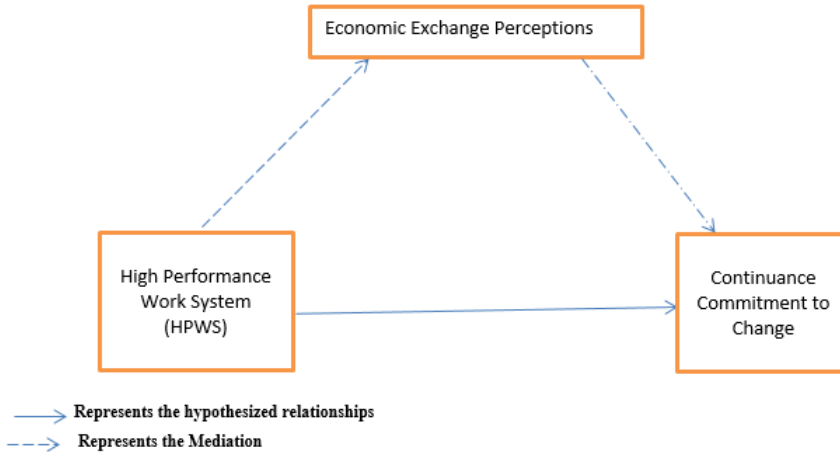 Economic Exchange Perceptions
High Performance
Work System
(HPWS)
Continuance
Commitment to
Change
Represents the hypothesized relationships
Represents the Mediation